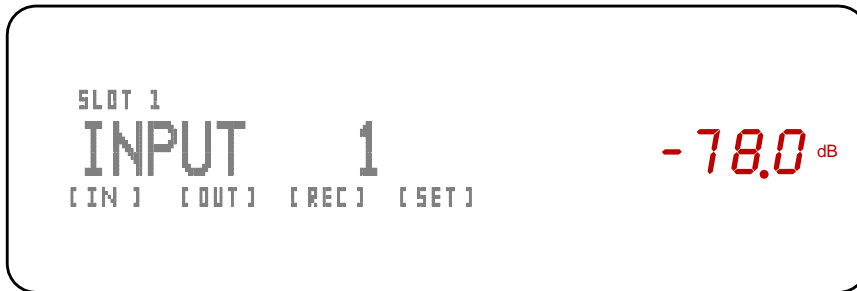 SLOT 1
INPUT 1
-78.0 dB
[IN ] [OUT] [REC] [SET]